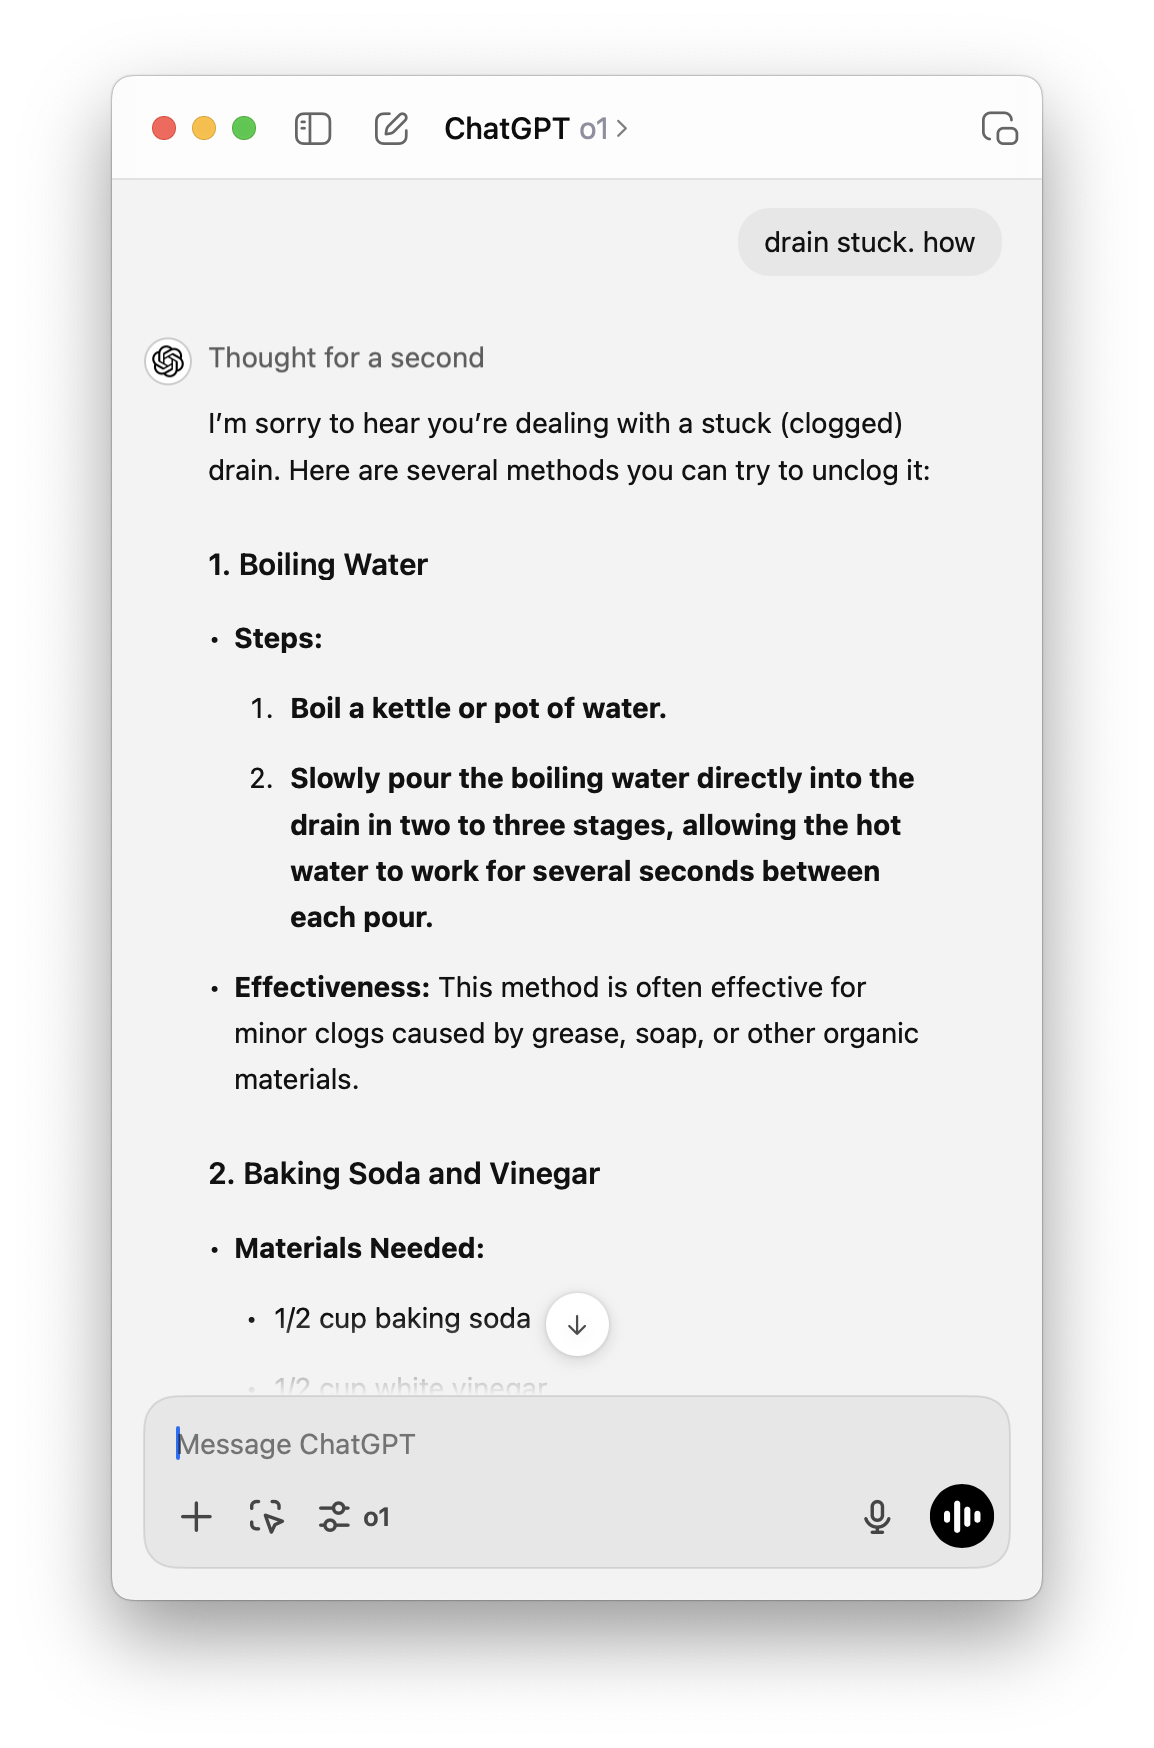 ChatGPT o1
drain stuck. how
Thought for a second
I’m sorry to hear you’re dealing with a stuck (clogged)
drain. Here are several methods you can try to unclog it:
1. Boiling Water
• Steps:
1. Boil a kettle or pot of water.
2. Slowly pour the boiling water directly into the
drain in two to three stages, allowing the hot
water to work for several seconds between
each pour.
• Effectiveness: This method is often effective for
minor clogs caused by grease, soap, or other organic
materials.
2. Baking Soda and Vinegar
• Materials Needed:
• 1/2 cup baking soda
• 1/2 cup white vinegar
Message ChatGPT
o1